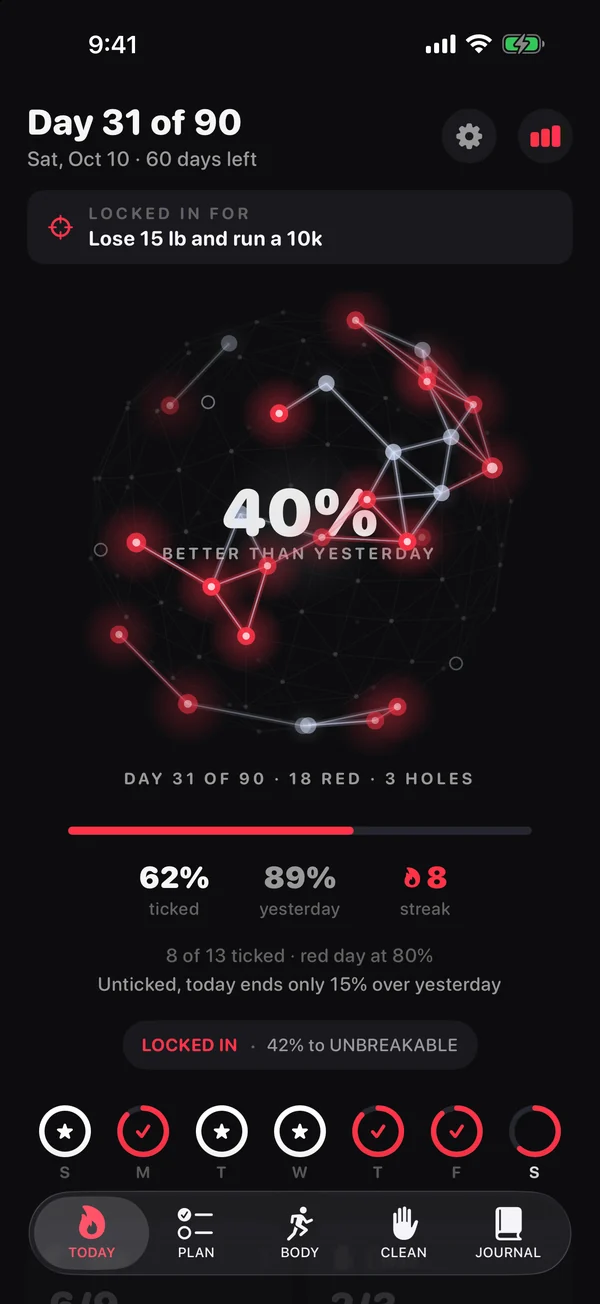 9:41
Day 31 of 90
Sat, Oct 10 · 60 days left
LOCKED IN FOR
Lose 15 lb and run a 10k
40%
BETTER THAN YESTERDAY
DAY 31 OF 90 · 18 RED · 3 HOLES
62% 89% 8
ticked yesterday streak
8 of 13 ticked · red day at 80%
Unticked, today ends only 15% over yesterday
LOCKED IN · 42% to UNBREAKABLE
S M T W T F S
TODAY PLAN BODY CLEAN JOURNAL